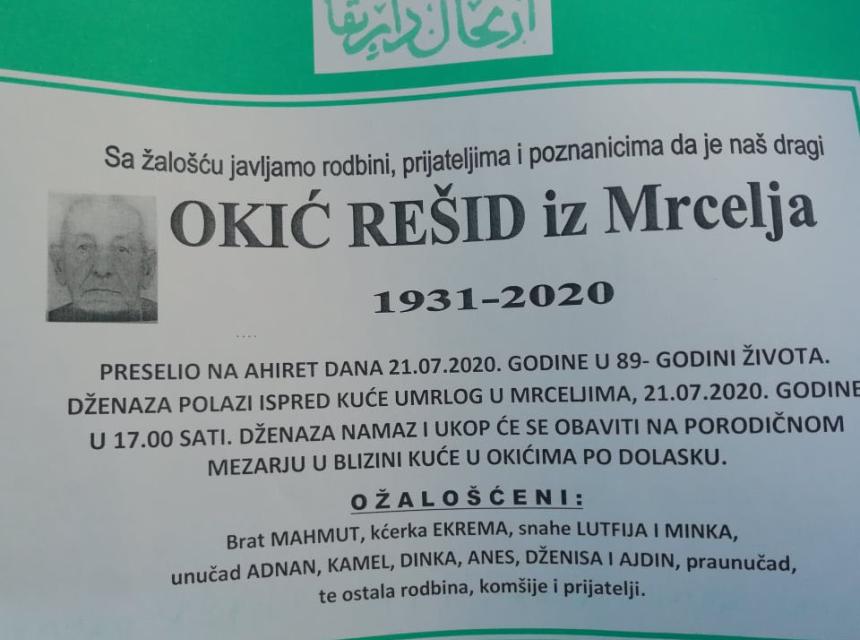 Sa žalošću javljamo rodbini, prijateljima i poznanicima da je naš dragi
OKIĆ REŠID iz Mrcelja
1931-2020
PRESELIO NA AHIRET DANA 21.07.2020. GODINE U 89- GODINI ŽIVOTA.
DŽENAZA POLAZI ISPRED KUĆE UMRLOG U MRCELJIMA, 21.07.2020. GODINE
U 17.00 SATI. DŽENAZA NAMAZ I UKOP ĆE SE OBAVITI NA PORODIČNOM
MEZARJU U BLIZINI KUĆE U OKIĆIMA PO DOLASKU.
OŽALOŠĆENI:
Brat MAHMUT, kćerka EKREMA, snahe LUTFIJA I MINKA,
unučad ADNAN, KAMEL, DINKA, ANES, DŽENISA I AJDIN, praunučad,
te ostala rodbina, komšije i prijatelji.